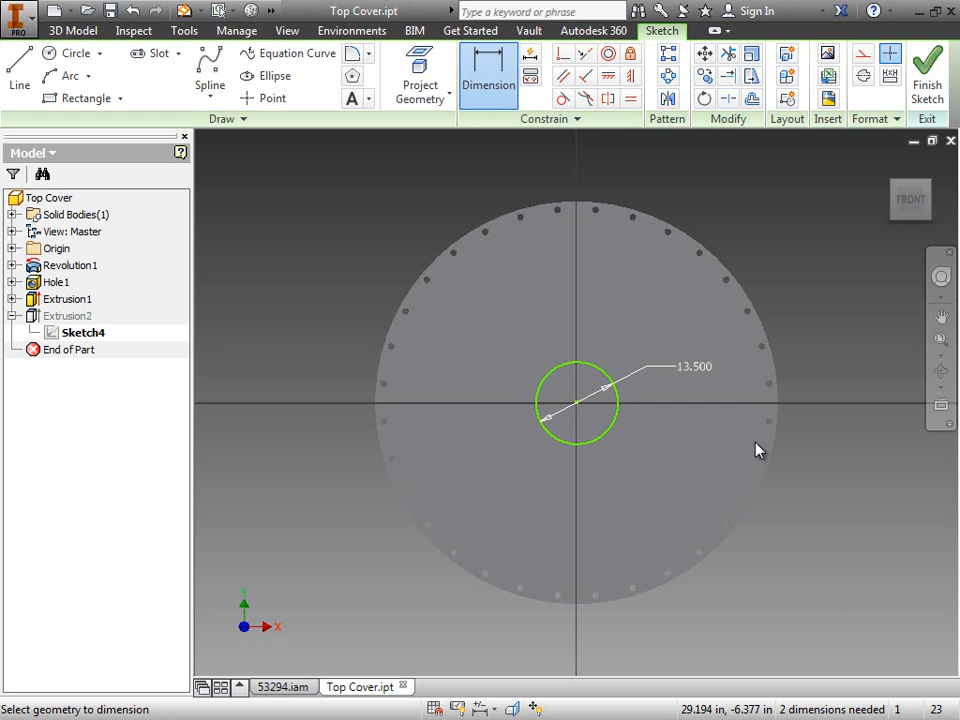 Top Cover.ipt
Type a keyword or phrase
Sign In
PRO
3D Model Inspect Tools Manage View Environments BIM Get Started Vault Autodesk 360 Sketch
Line
Circle
Arc
Rectangle
Slot
Spline
Equation Curve
Ellipse
Point
A
Project
Geometry
Dimension
Finish
Sketch
Draw Constrain Pattern Modify Layout Insert Format Exit
Model
Top Cover
Solid Bodies(1)
View: Master
Origin
Revolution1
Hole1
Extrusion1
Extrusion2
Sketch4
End of Part
FRONT
13.500
Y
X
53294.iam
Top Cover.ipt
Select geometry to dimension
29.194 in, -6.377 in 2 dimensions needed 1 23